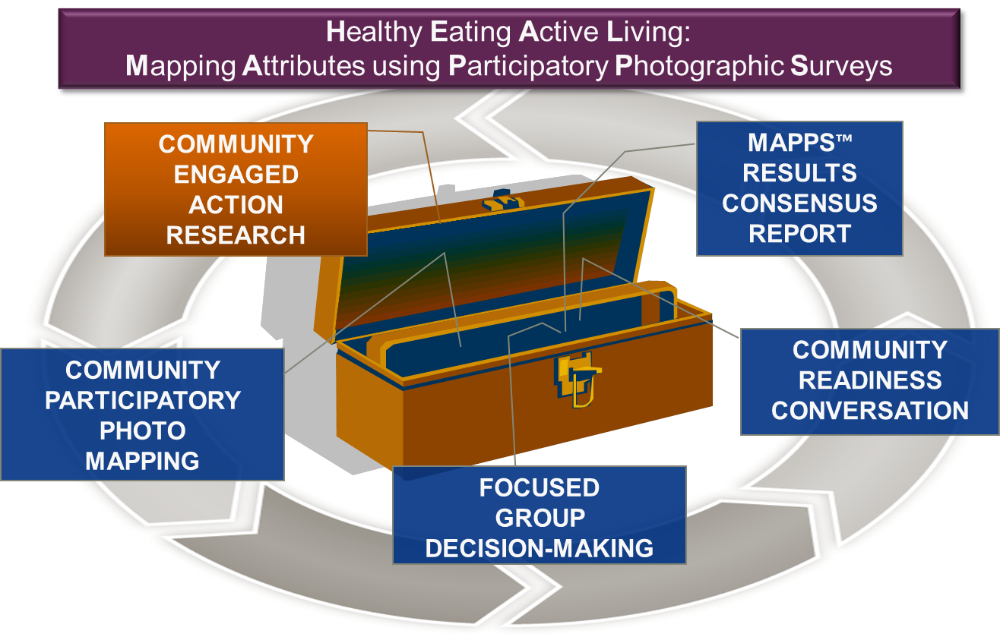 Healthy Eating Active Living:
Mapping Attributes using Participatory Photographic Surveys
COMMUNITY
ENGAGED
ACTION
RESEARCH
MAPPS™
RESULTS
CONSENSUS
REPORT
COMMUNITY
PARTICIPATORY
PHOTO
MAPPING
COMMUNITY
READINESS
CONVERSATION
FOCUSED
GROUP
DECISION-MAKING